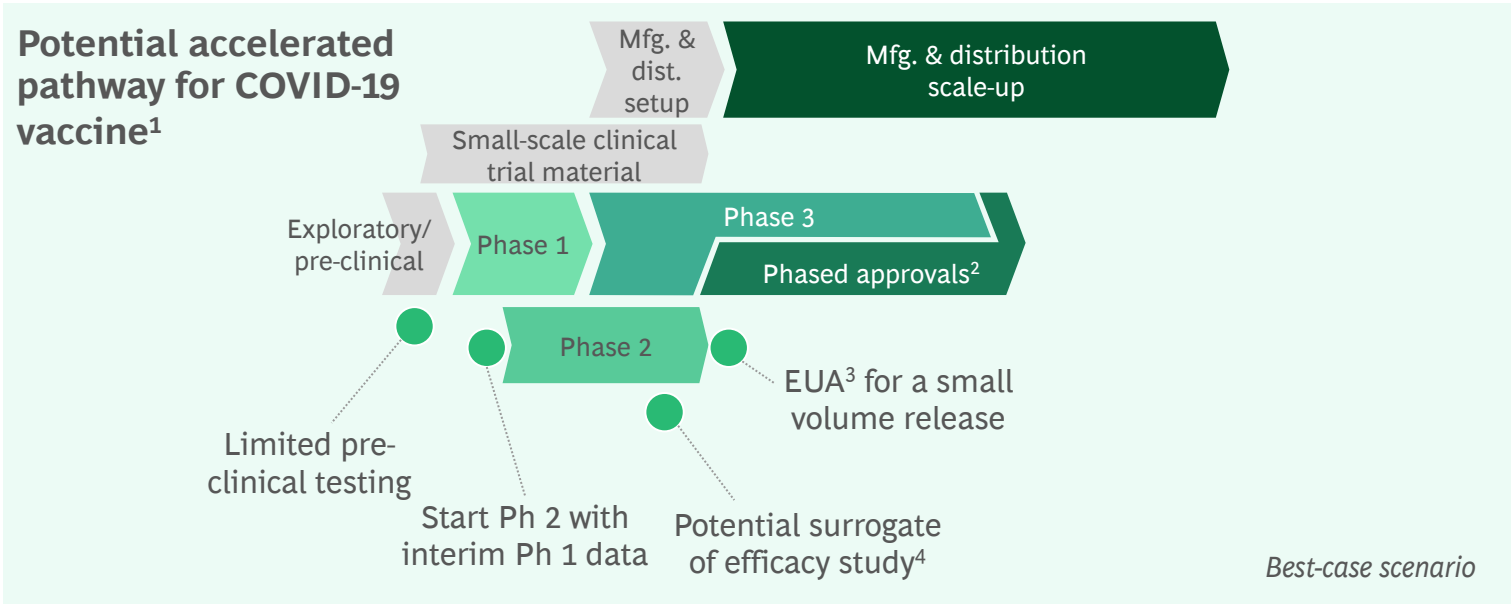 Potential accelerated
pathway for COVID-19
vaccine¹
Mfg. &
dist.
setup
Mfg. & distribution
scale-up
Small-scale clinical
trial material
Exploratory/
pre-clinical
Phase 1
Phase 3
Phased approvals²
Phase 2
Limited pre-
clinical testing
Start Ph 2 with
interim Ph 1 data
Potential surrogate
of efficacy study⁴
EUA³ for a small
volume release
Best-case scenario